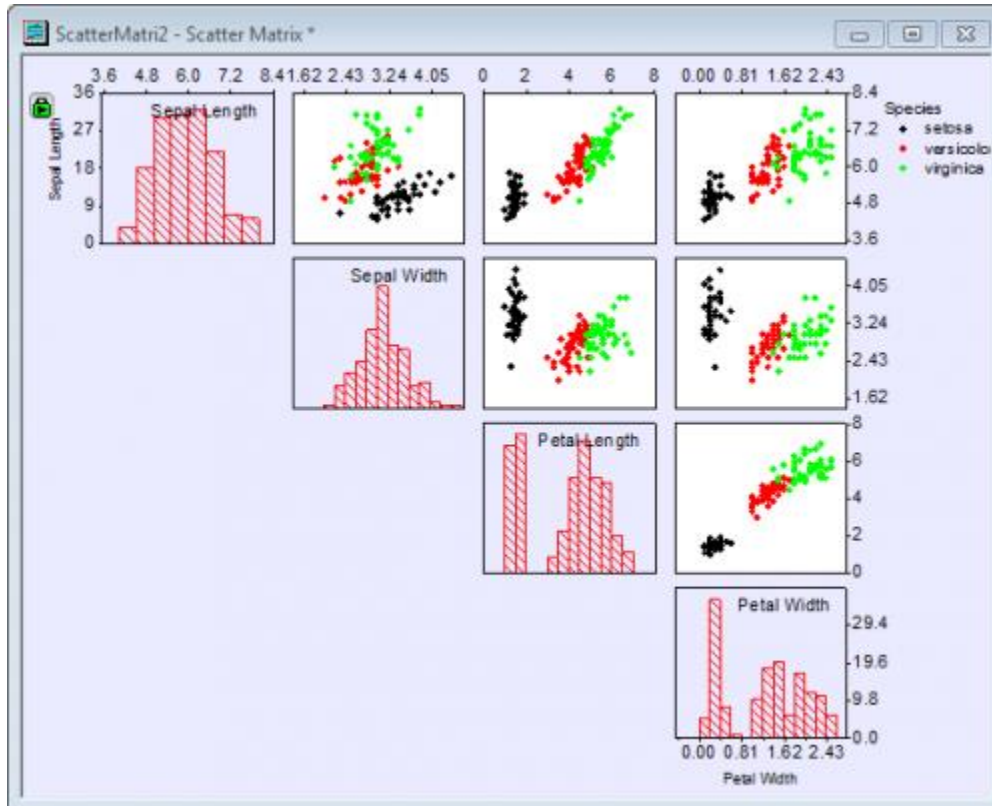 ScatterMatri2 - Scatter Matrix *
3.6 4.8 6.0 7.2 8.4 1.62 2.43 3.24 4.05 0 2 4 6 8 0.00 0.81 1.62 2.43
36
27
18
9
0
Sepal Length
Sepal Length
8.4
7.2
6.0
4.8
3.6
Species
setosa
versicolo
virginica
Sepal Width
4.05
3.24
2.43
1.62
Petal Length
8
6
4
2
0
Petal Width
29.4
19.6
9.8
0.0
0.00 0.81 1.62 2.43
Petal Width